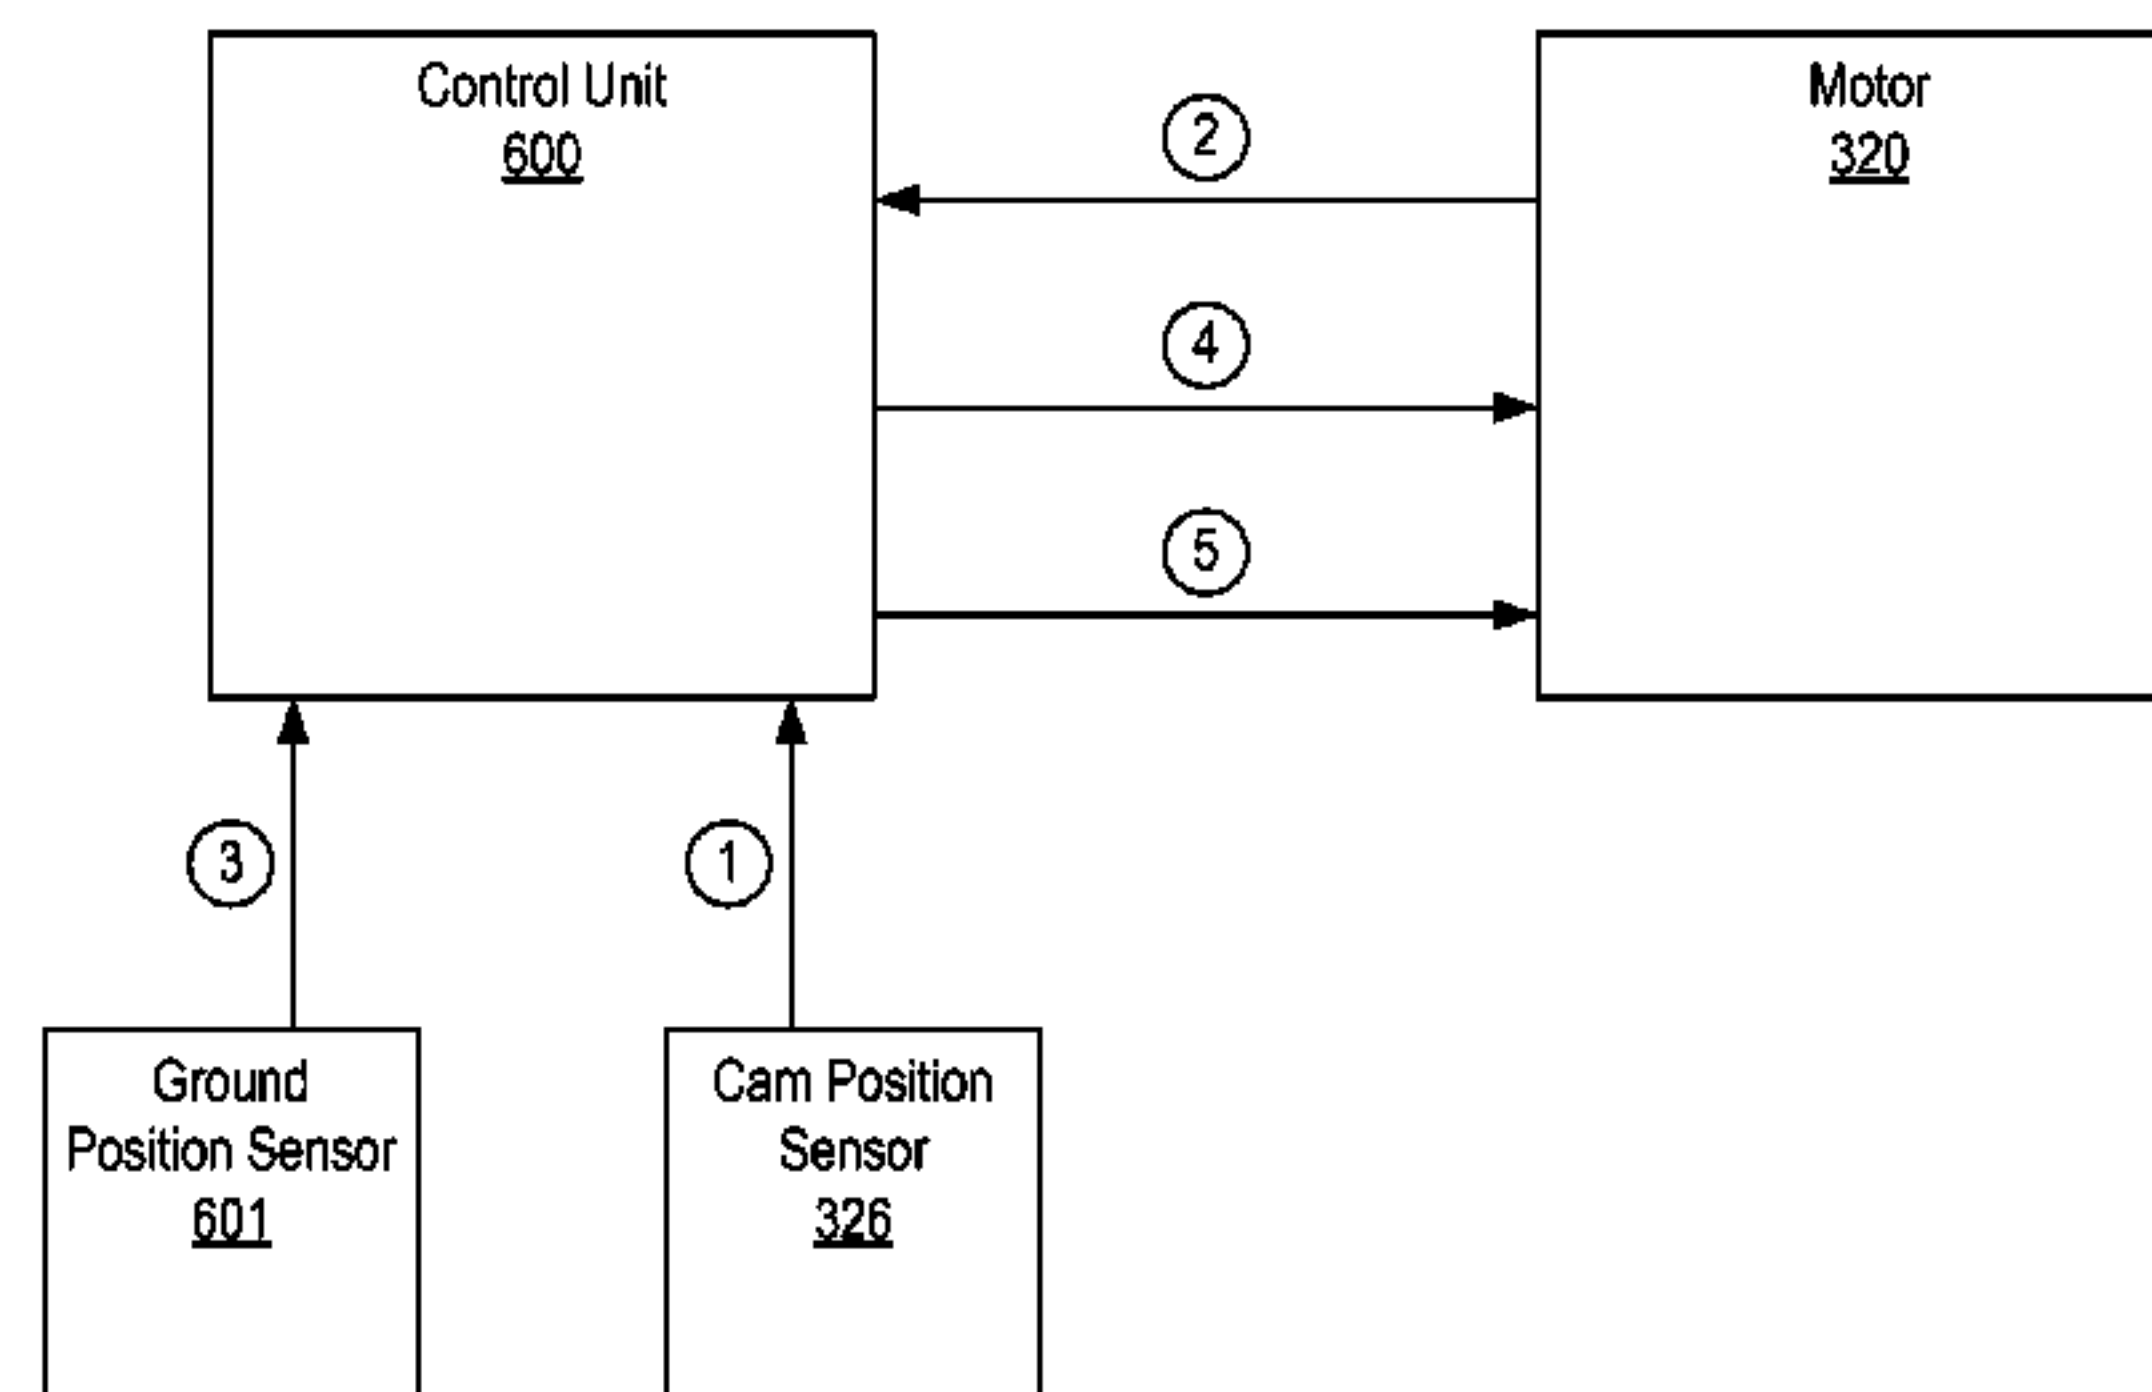 Control Unit
600
Motor
320
2
4
5
3
1
Ground
Position Sensor
601
Cam Position
Sensor
326